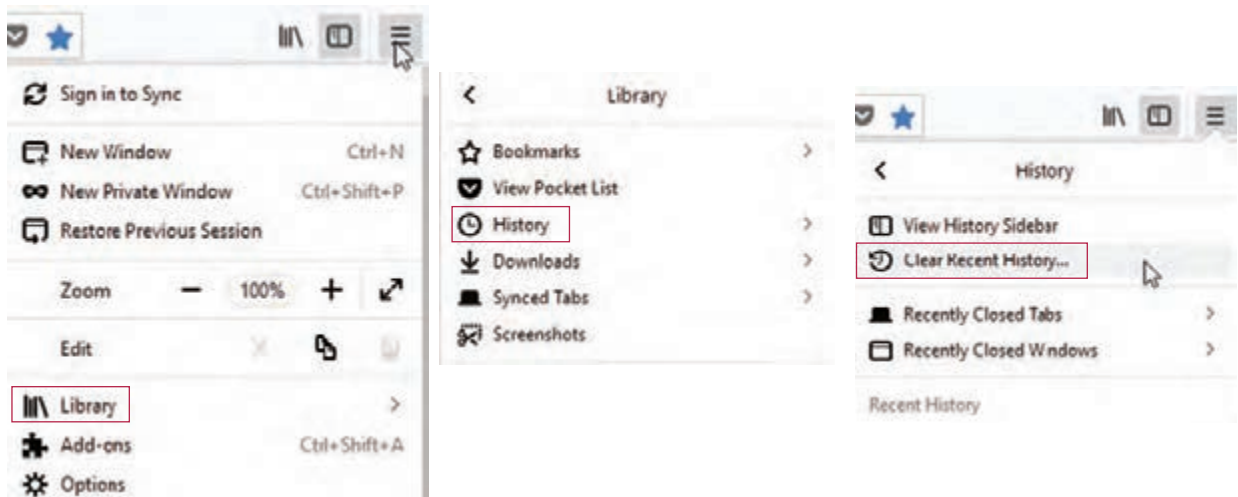 Sign in to Sync
New Window Ctrl+N
New Private Window Ctrl+Shift+P
Restore Previous Session
Zoom − 100% +
Edit
Library >
Add-ons Ctrl+Shift+A
Options
< Library
Bookmarks >
View Pocket List
History >
Downloads >
Synced Tabs >
Screenshots
< History
View History Sidebar
Clear Recent History...
Recently Closed Tabs >
Recently Closed Windows >
Recent History